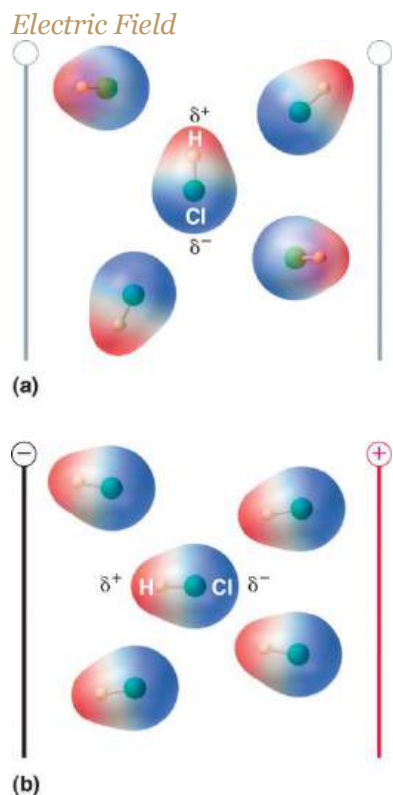 Electric Field
δ+
H
Cl
δ−
(a)
−
+
δ+ H Cl δ−
(b)